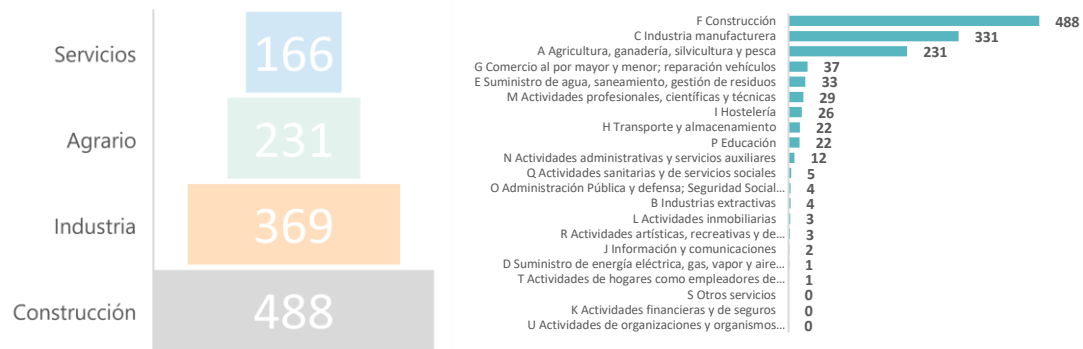 Servicios 166
Agrario 231
Industria 369
Construcción 488
F Construcción 488
C Industria manufacturera 331
A Agricultura, ganadería, silvicultura y pesca 231
G Comercio al por mayor y menor; reparación vehículos 37
E Suministro de agua, saneamiento, gestión de residuos 33
M Actividades profesionales, científicas y técnicas 29
I Hostelería 26
H Transporte y almacenamiento 22
P Educación 22
N Actividades administrativas y servicios auxiliares 12
Q Actividades sanitarias y de servicios sociales 5
O Administración Pública y defensa; Seguridad Social... 4
B Industrias extractivas 4
L Actividades inmobiliarias 3
R Actividades artísticas, recreativas y de... 3
J Información y comunicaciones 2
D Suministro de energía eléctrica, gas, vapor y aire... 1
T Actividades de hogares como empleadores de... 1
S Otros servicios 0
K Actividades financieras y de seguros 0
U Actividades de organizaciones y organismos... 0